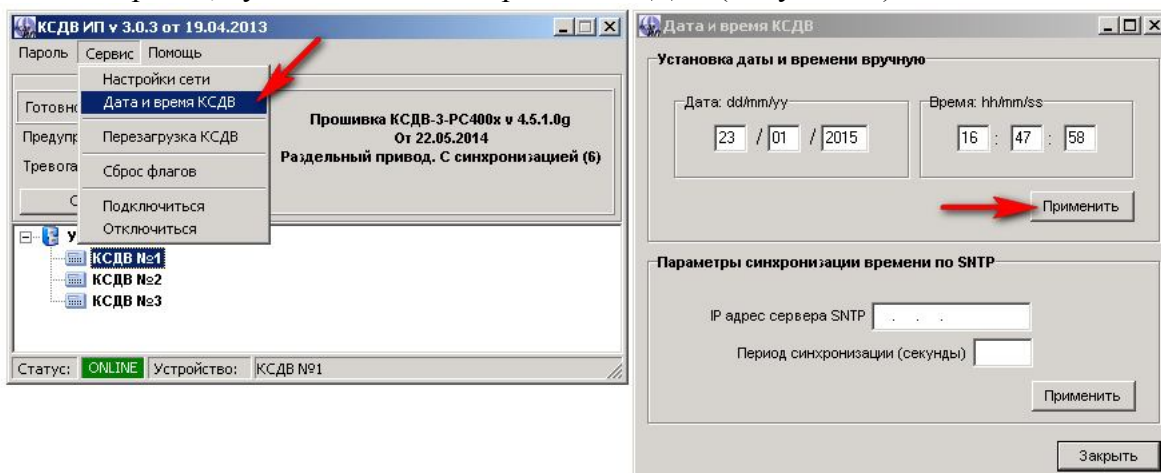 КСДВ ИП v 3.0.3 от 19.04.2013
Пароль Сервис Помощь
Настройки сети
Дата и время КСДВ
Перезагрузка КСДВ
Сброс флагов
Подключиться
Отключиться
Готовн
Предупр
Тревога
С
Прошивка КСДВ-3-PC400x v 4.5.1.0g
От 22.05.2014
Раздельный привод. С синхронизацией (6)
У
КСДВ №1
КСДВ №2
КСДВ №3
Статус: ONLINE Устройство: КСДВ №1
Дата и время КСДВ
Установка даты и времени вручную
Дата: dd/mm/yy
23 / 01 / 2015
Время: hh/mm/ss
16 : 47 : 58
Применить
Параметры синхронизации времени по SNTP
IP адрес сервера SNTP . . .
Период синхронизации (секунды)
Применить
Закрыть